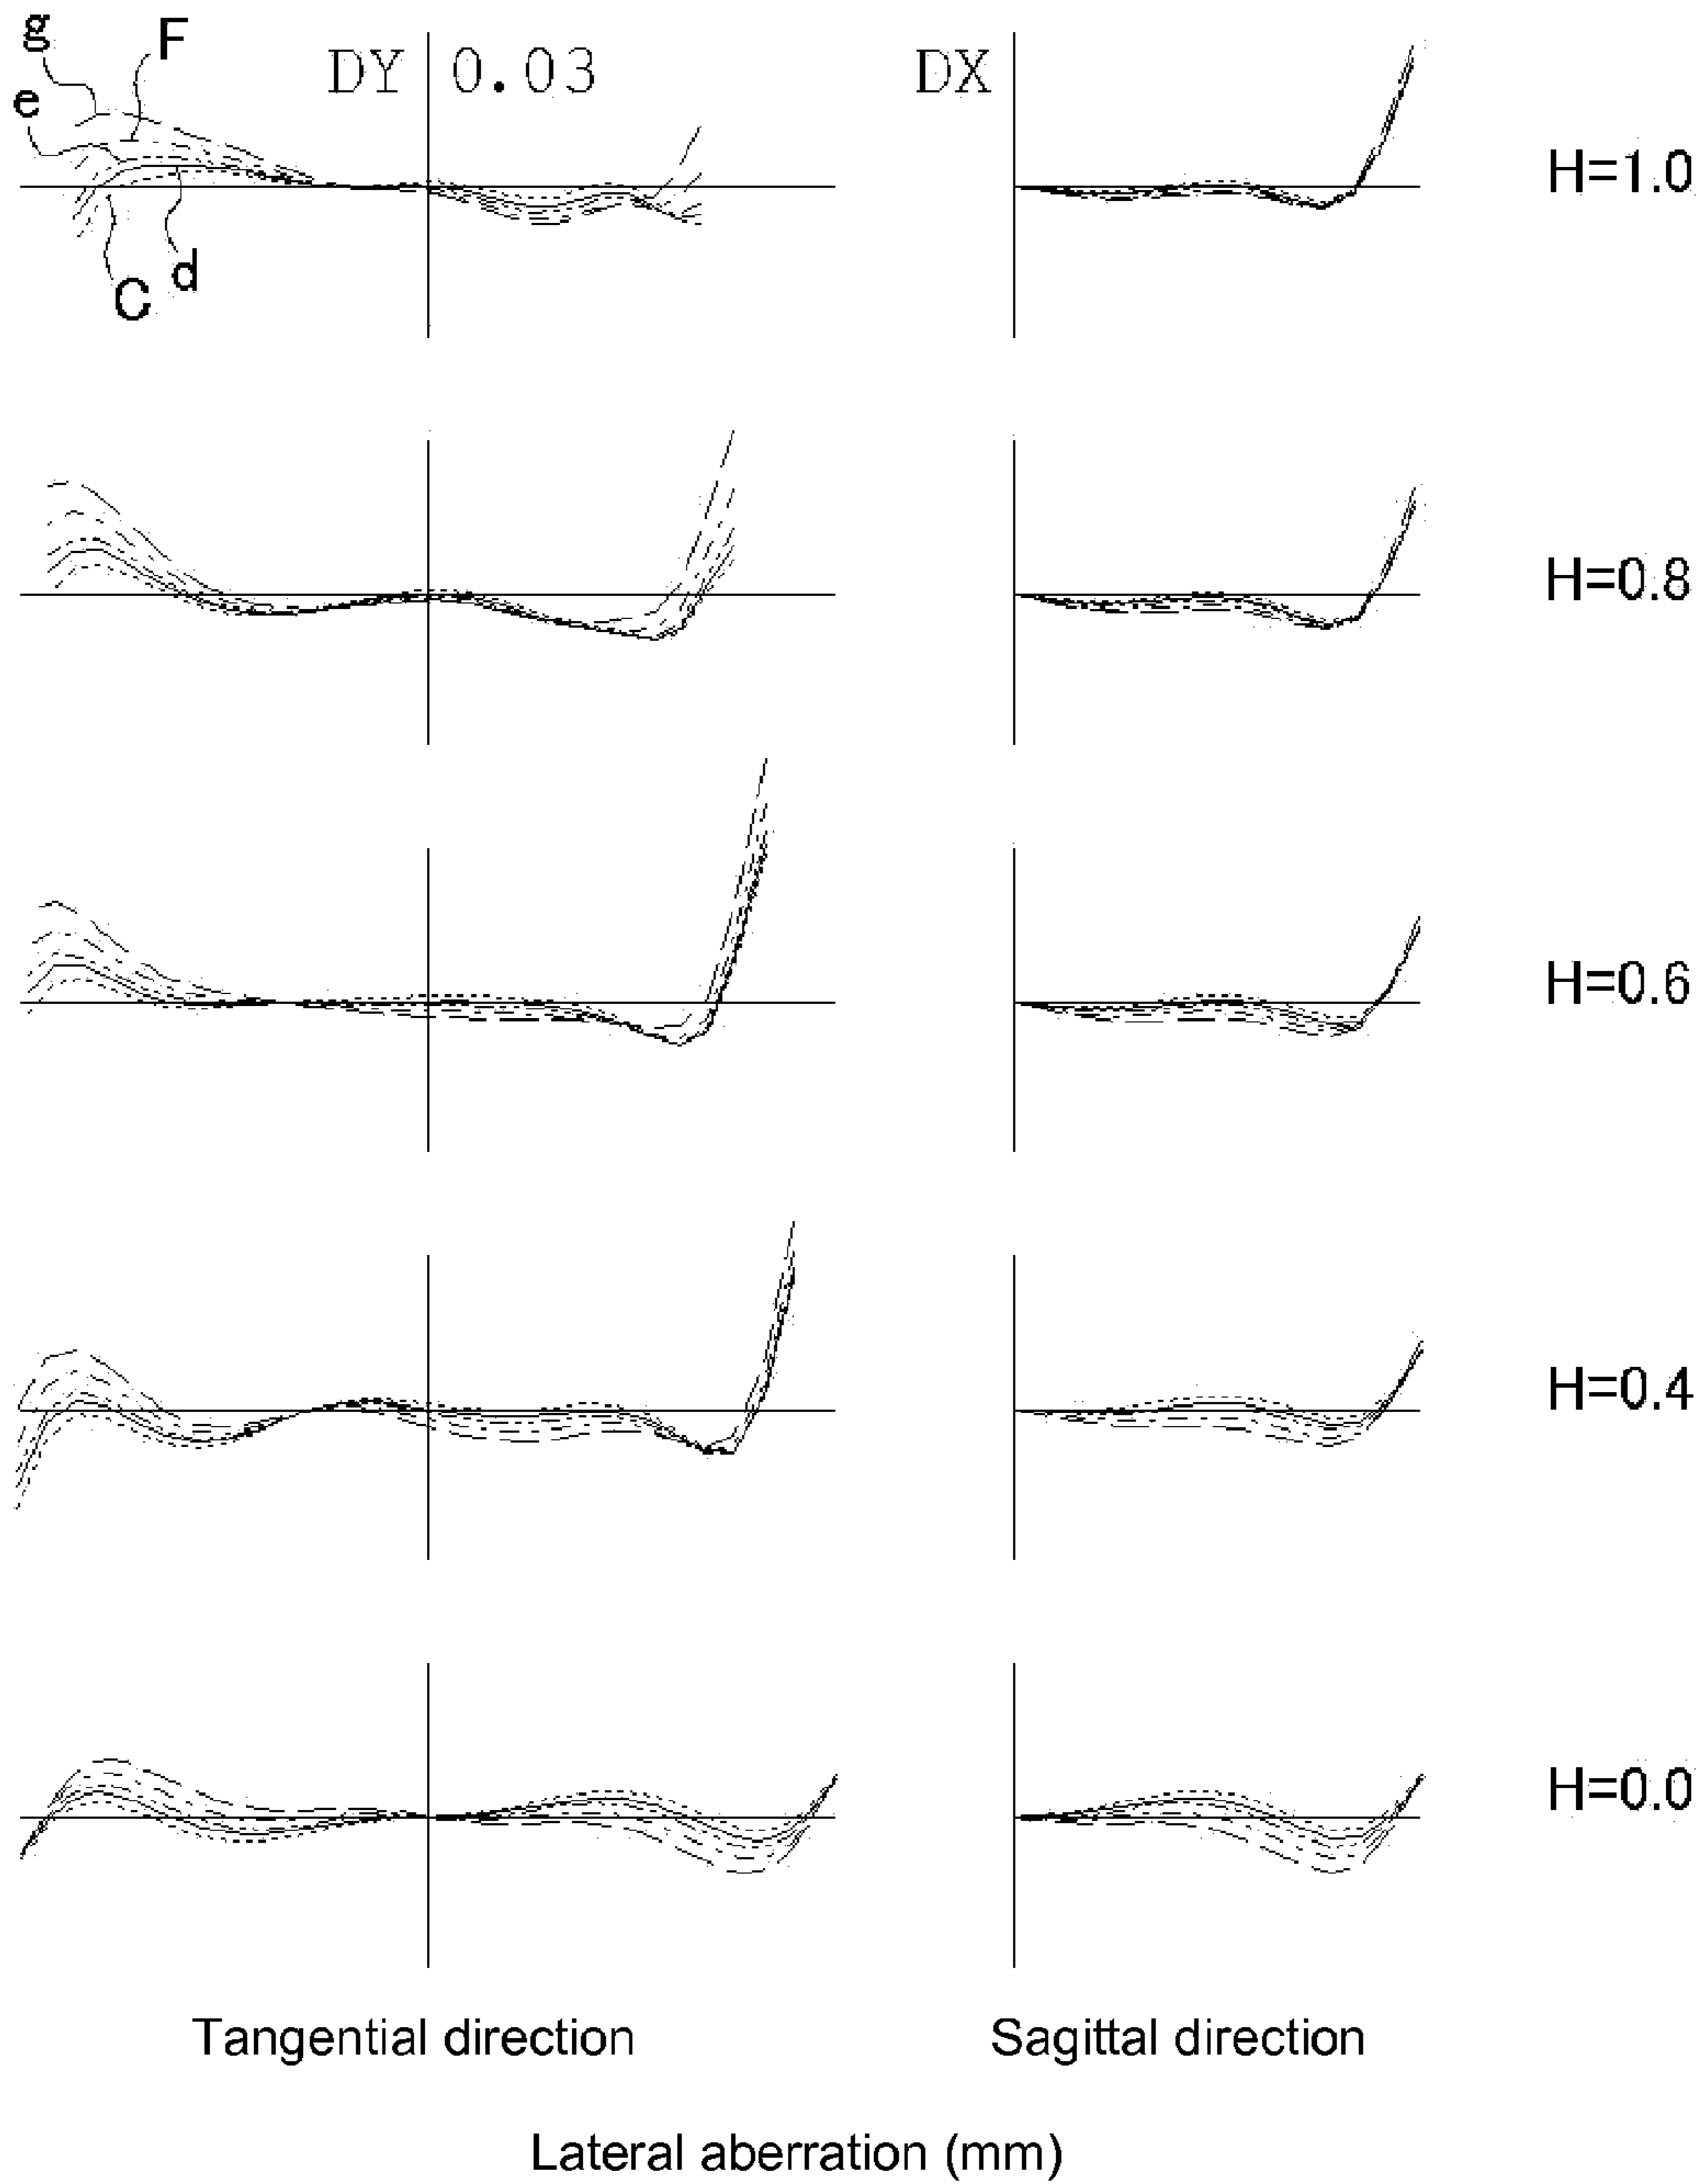 g F
DY 0.03 DX
e
H=1.0
C d
H=0.8
H=0.6
H=0.4
H=0.0
Tangential direction Sagittal direction
Lateral aberration (mm)